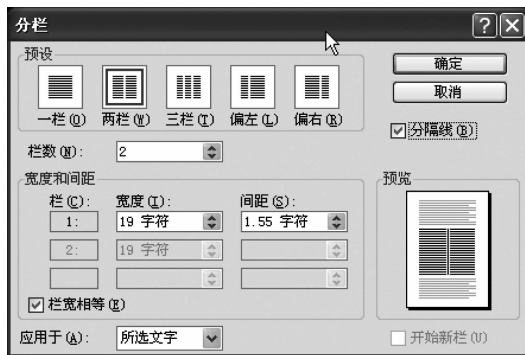 分栏
预设
一栏(O) 两栏(W) 三栏(T) 偏左(L) 偏右(R)
确定
取消
分隔线(B)
栏数(N): 2
宽度和间距
栏(C): 宽度(I): 间距(S):
1: 19 字符 1.55 字符
2: 19 字符
栏宽相等(E)
预览
应用于(A): 所选文字
开始新栏(U)